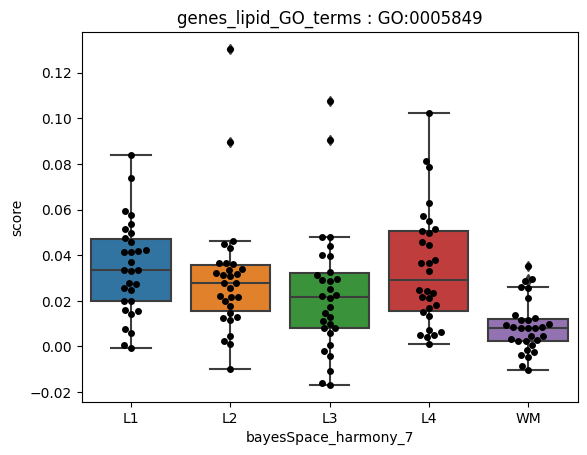 genes_lipid_GO_terms : GO:0005849
0.12
0.10
0.08
0.06
0.04
0.02
0.00
−0.02
score
L1 L2 L3 L4 WM
bayesSpace_harmony_7